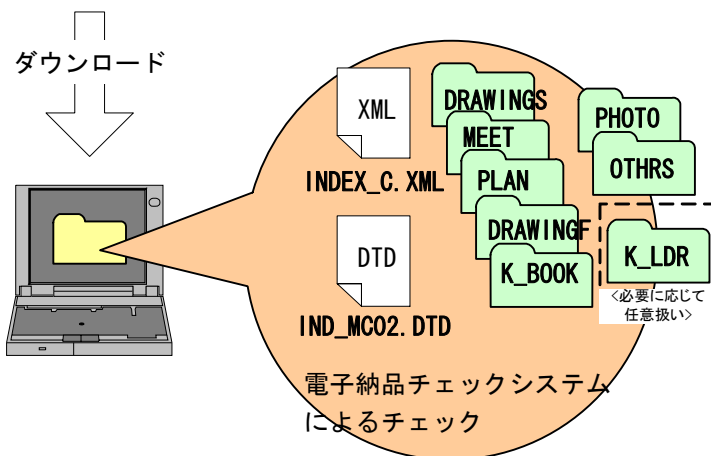 ダウンロード
XML
INDEX_C.XML
DTD
IND_MCO2.DTD
DRAWINGS
MEET
PLAN
DRAWINGF
K_BOOK
PHOTO
OTHRS
K_LDR
<必要に応じて
任意扱い>
電子納品チェックシステム
によるチェック